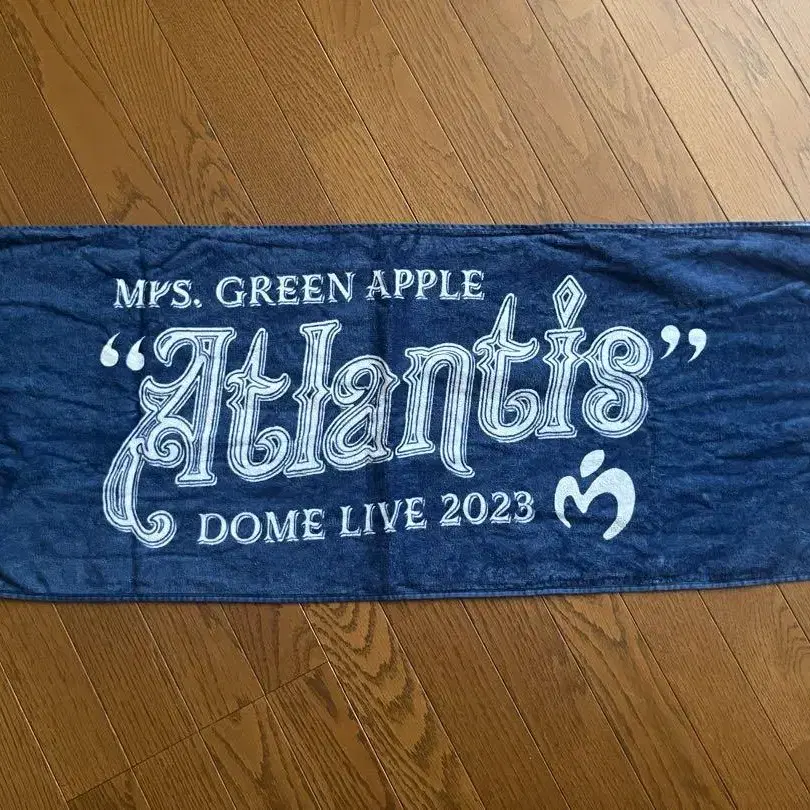 MRS. GREEN APPLE
“Atlantis”
DOME LIVE 2023